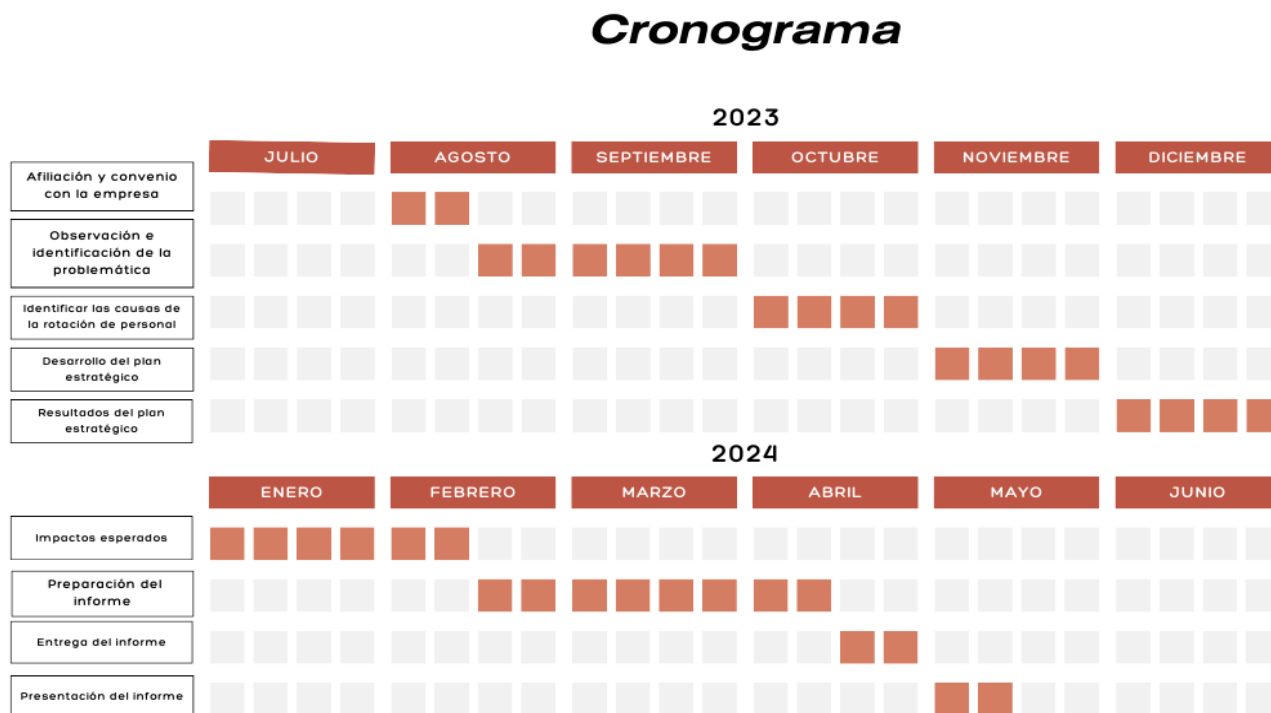 Cronograma
2023
JULIO AGOSTO SEPTIEMBRE OCTUBRE NOVIEMBRE DICIEMBRE
Afiliación y convenio
con la empresa
Observación e
identificación de la
problemática
Identificar las causas de
la rotación de personal
Desarrollo del plan
estratégico
Resultados del plan
estratégico
2024
ENERO FEBRERO MARZO ABRIL MAYO JUNIO
Impactos esperados
Preparación del
informe
Entrega del informe
Presentación del informe